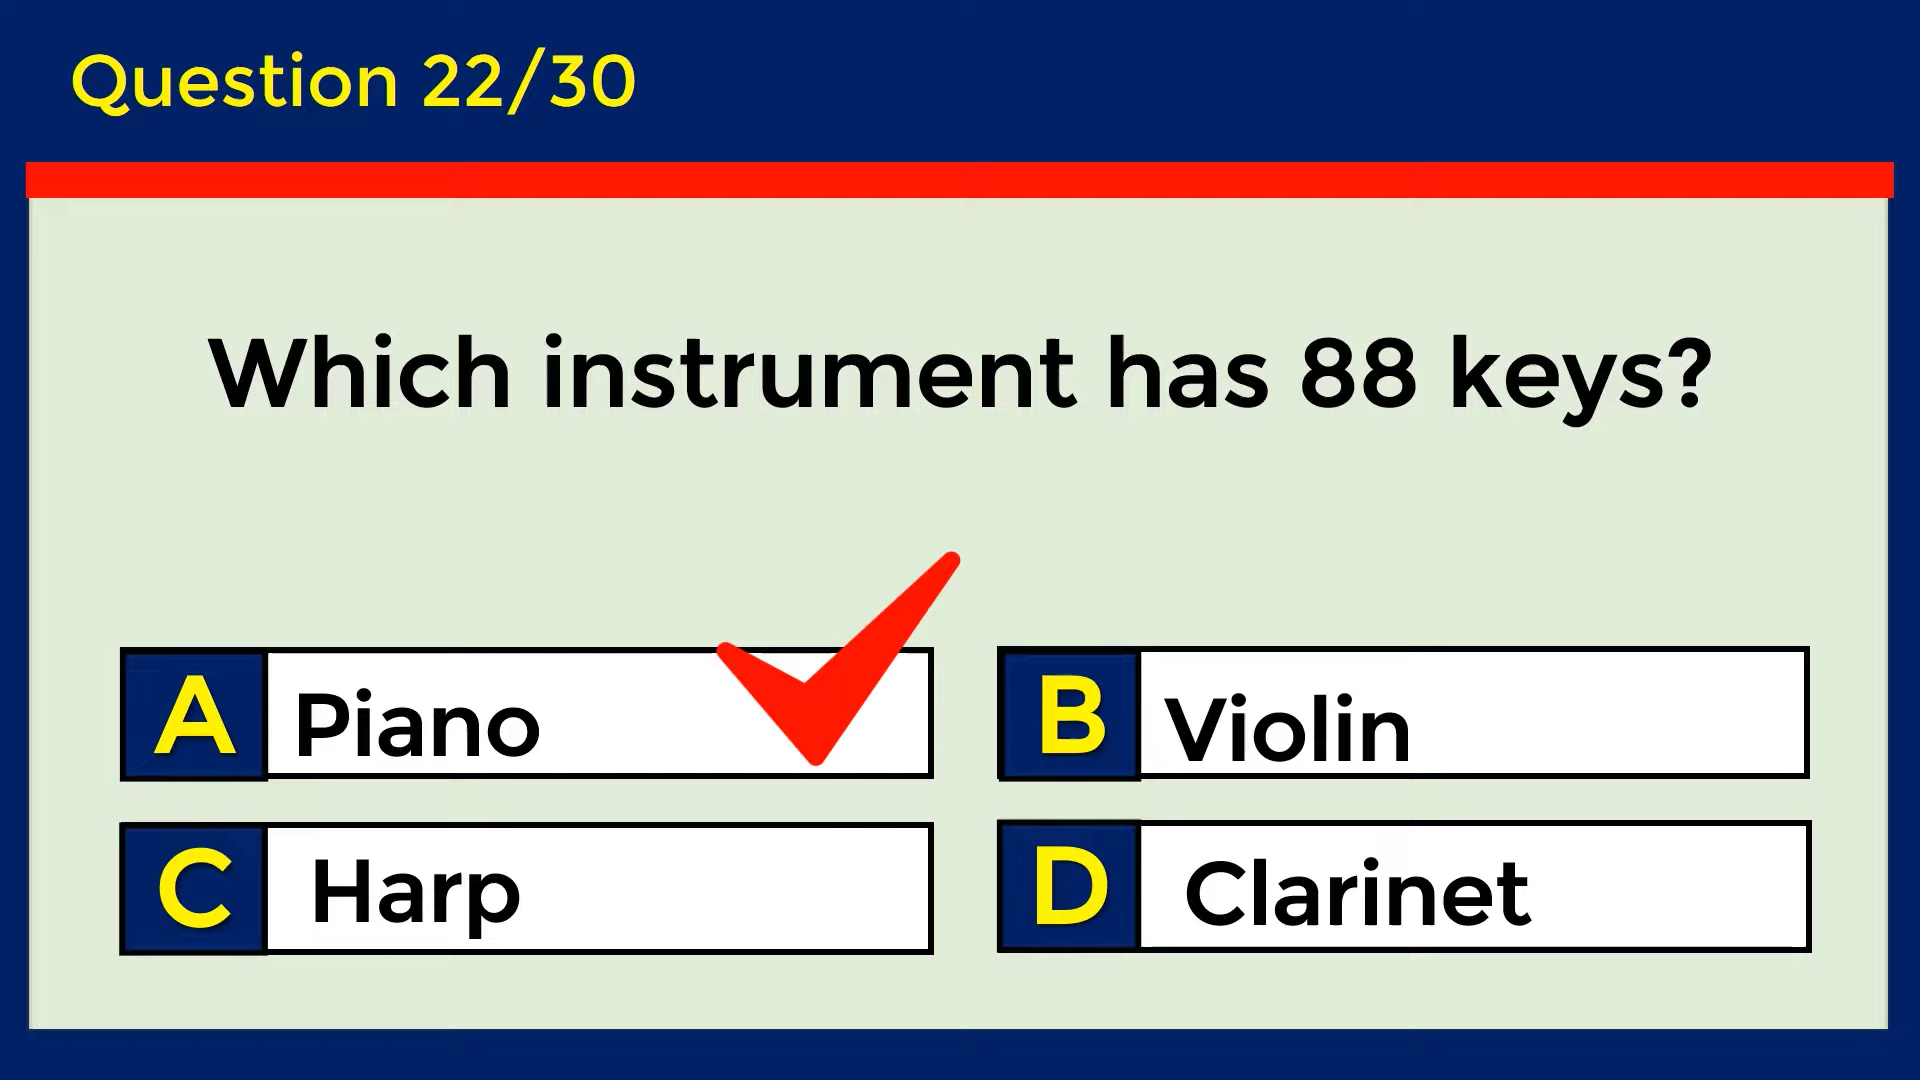 Question 22/30
Which instrument has 88 keys?
A Piano
B Violin
C Harp
D Clarinet